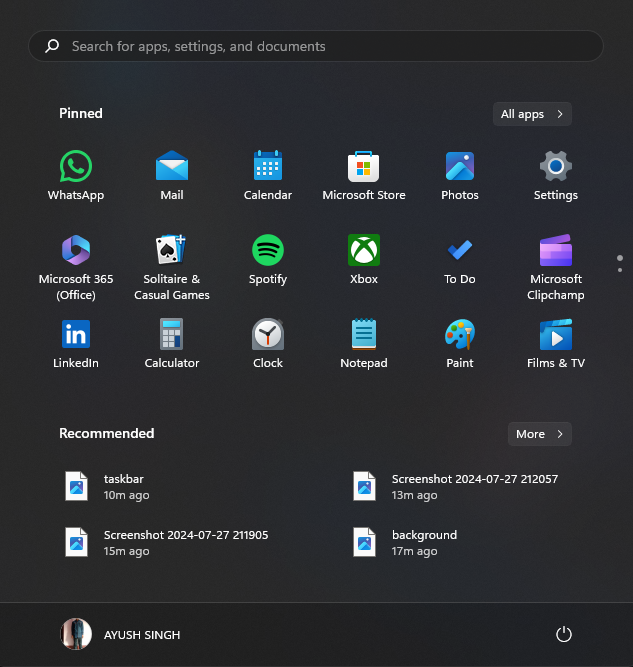 Search for apps, settings, and documents
Pinned
All apps
WhatsApp
Mail
Calendar
Microsoft Store
Photos
Settings
Microsoft 365
(Office)
Solitaire &
Casual Games
Spotify
Xbox
To Do
Microsoft
Clipchamp
in
LinkedIn
Calculator
Clock
Notepad
Paint
Films & TV
Recommended
More
taskbar
10m ago
Screenshot 2024-07-27 212057
13m ago
Screenshot 2024-07-27 211905
15m ago
background
17m ago
AYUSH SINGH